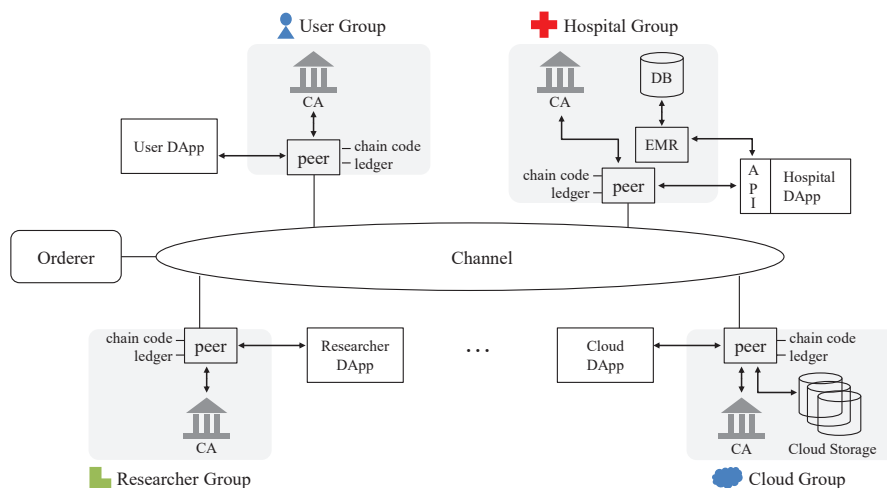 User Group
Hospital Group
CA
CA
DB
User DApp
peer
chain code
ledger
EMR
chain code
ledger
peer
A
P
I
Hospital
DApp
Orderer
Channel
chain code
ledger
peer
Researcher
DApp
...
Cloud
DApp
peer
chain code
ledger
CA
CA
Cloud Storage
Researcher Group
Cloud Group